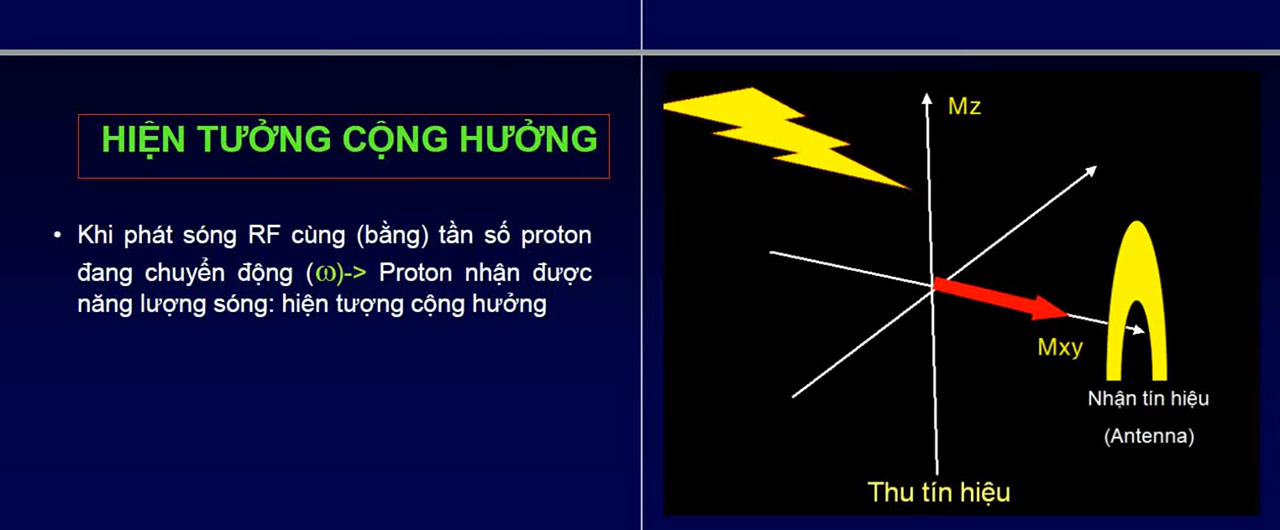 HIỆN TƯỞNG CỘNG HƯỞNG
• Khi phát sóng RF cùng (bằng) tần số proton
đang chuyển động (ω)-> Proton nhận được
năng lượng sóng: hiện tượng cộng hưởng
Mz
Mxy
Nhận tín hiệu
(Antenna)
Thu tín hiệu